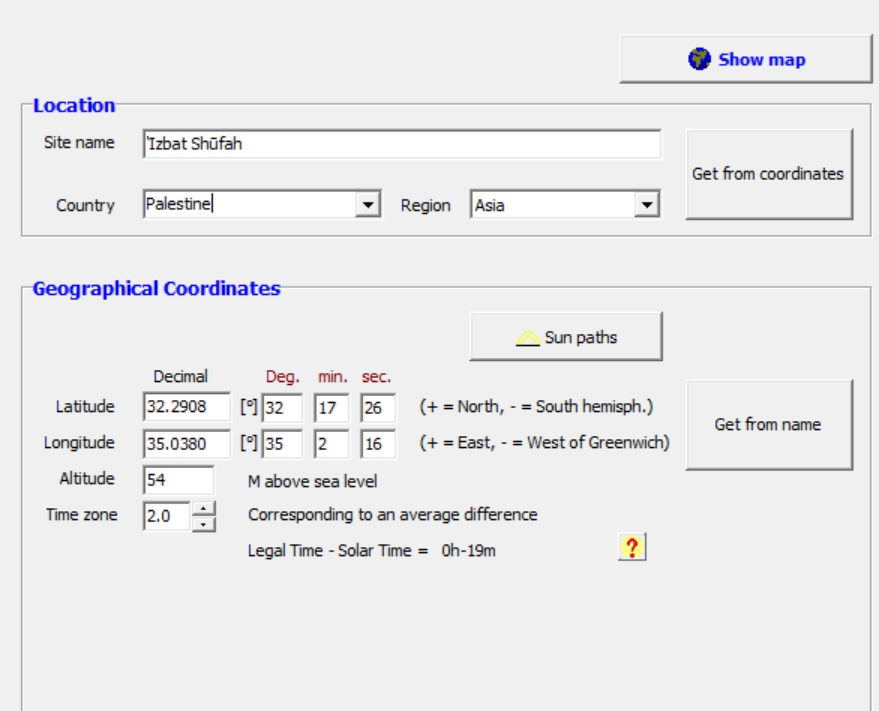 Show map
Location
Site name 'Izbat Shūfah
Get from coordinates
Country Palestine Region Asia
Geographical Coordinates
Sun paths
Decimal Deg. min. sec.
Latitude 32.2908 [°] 32 17 26 (+ = North, - = South hemisph.)
Get from name
Longitude 35.0380 [°] 35 2 16 (+ = East, - = West of Greenwich)
Altitude 54 M above sea level
Time zone 2.0 Corresponding to an average difference
Legal Time - Solar Time = 0h-19m ?